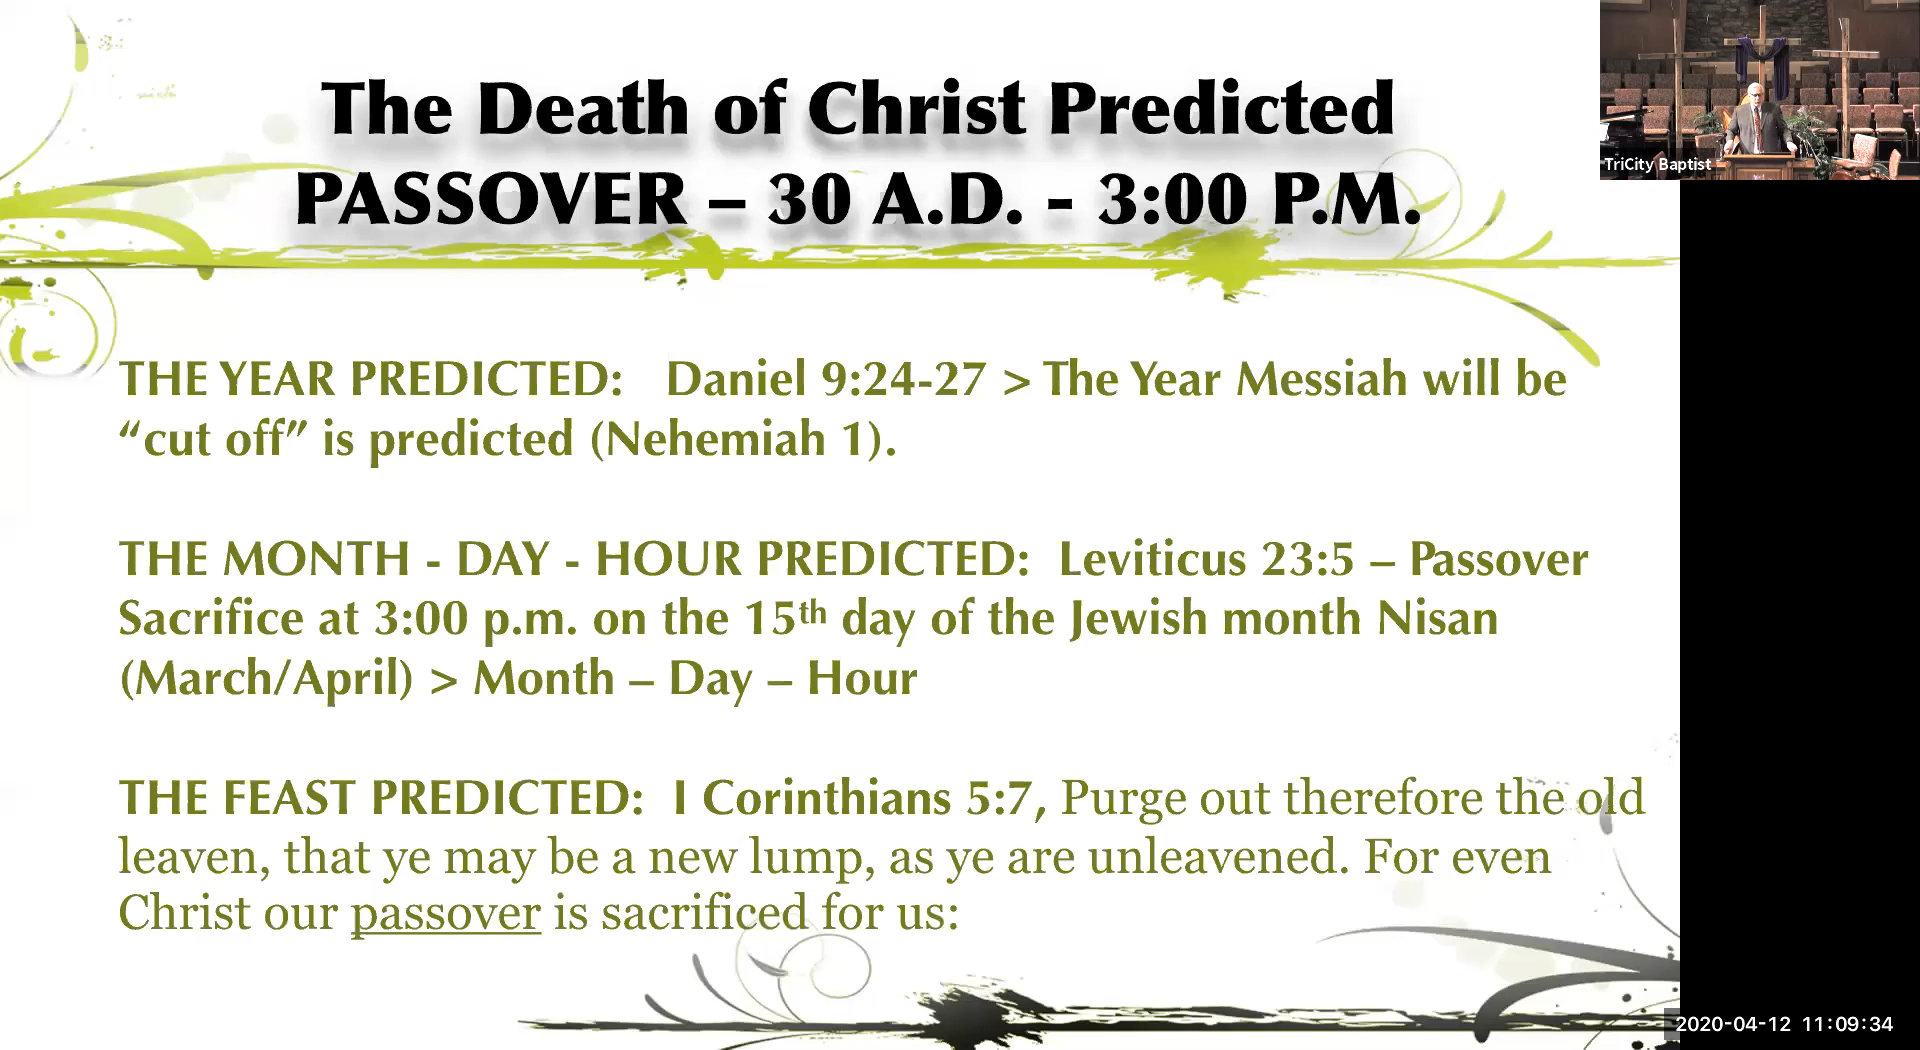 The Death of Christ Predicted
PASSOVER – 30 A.D. - 3:00 P.M.
TriCity Baptist
THE YEAR PREDICTED: Daniel 9:24-27 > The Year Messiah will be
“cut off” is predicted (Nehemiah 1).
THE MONTH - DAY - HOUR PREDICTED: Leviticus 23:5 – Passover
Sacrifice at 3:00 p.m. on the 15th day of the Jewish month Nisan
(March/April) > Month – Day – Hour
THE FEAST PREDICTED: I Corinthians 5:7, Purge out therefore the old
leaven, that ye may be a new lump, as ye are unleavened. For even
Christ our passover is sacrificed for us:
2020-04-12 11:09:34